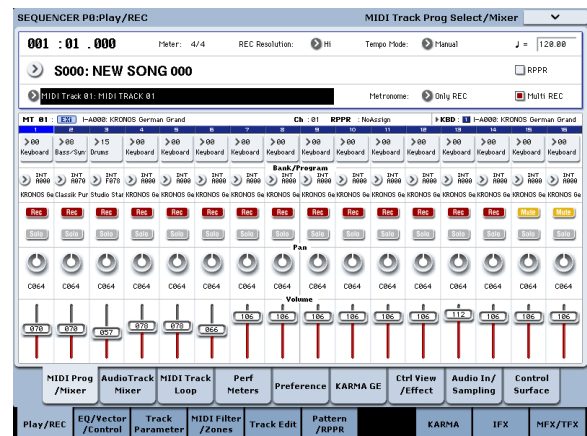 SEQUENCER P0:Play/REC MIDI Track Prog Select/Mixer
001 :01 .000 Meter: 4/4 REC Resolution: Hi Tempo Mode: Manual ♩ = 120.00
S000: NEW SONG 000 RPPR
MIDI Track 01: MIDI TRACK 01 Metronome: Only REC Multi REC
MT 01 : EXi I-A000: KRONOS German Grand Ch :01 RPPR :NoAssign KBD : 1 I-A000: KRONOS German Grand
1 2 3 4 5 6 7 8 9 10 11 12 13 14 15 16
00 00 15 00 00 00 00 00 00 00 00 00 00 00 00 00
Keyboard Bass/Syn Drums Keyboard Keyboard Keyboard Keyboard Keyboard Keyboard Keyboard Keyboard Keyboard Keyboard Keyboard Keyboard Keyboard
Bank/Program
INT INT INT INT INT INT INT INT INT INT INT INT INT INT INT INT
A000 A070 F078 A000 A000 A000 A000 A000 A000 A000 A000 A000 A000 A000 A000 A000
KRONOS Ge Classik Pur Studio Star KRONOS Ge KRONOS Ge KRONOS Ge KRONOS Ge KRONOS Ge KRONOS Ge KRONOS Ge KRONOS Ge KRONOS Ge KRONOS Ge KRONOS Ge KRONOS Ge KRONOS Ge
Rec Rec Rec Rec Rec Rec Rec Rec Rec Rec Rec Rec Rec Rec Mute Mute
Solo Solo Solo Solo Solo Solo Solo Solo Solo Solo Solo Solo Solo Solo Solo Solo
Pan
C064 C064 C064 C064 C064 C064 C064 C064 C064 C064 C064 C064 C064 C064 C064 C064
Volume
070 070 057 078 078 066 106 106 106 106 106 106 112 106 106 106
MIDI Prog /Mixer AudioTrack Mixer MIDI Track Loop Perf Meters Preference KARMA GE Ctrl View /Effect Audio In/ Sampling Control Surface
Play/REC EQ/Vector /Control Track Parameter MIDI Filter /Zones Track Edit Pattern /RPPR KARMA IFX MFX/TFX